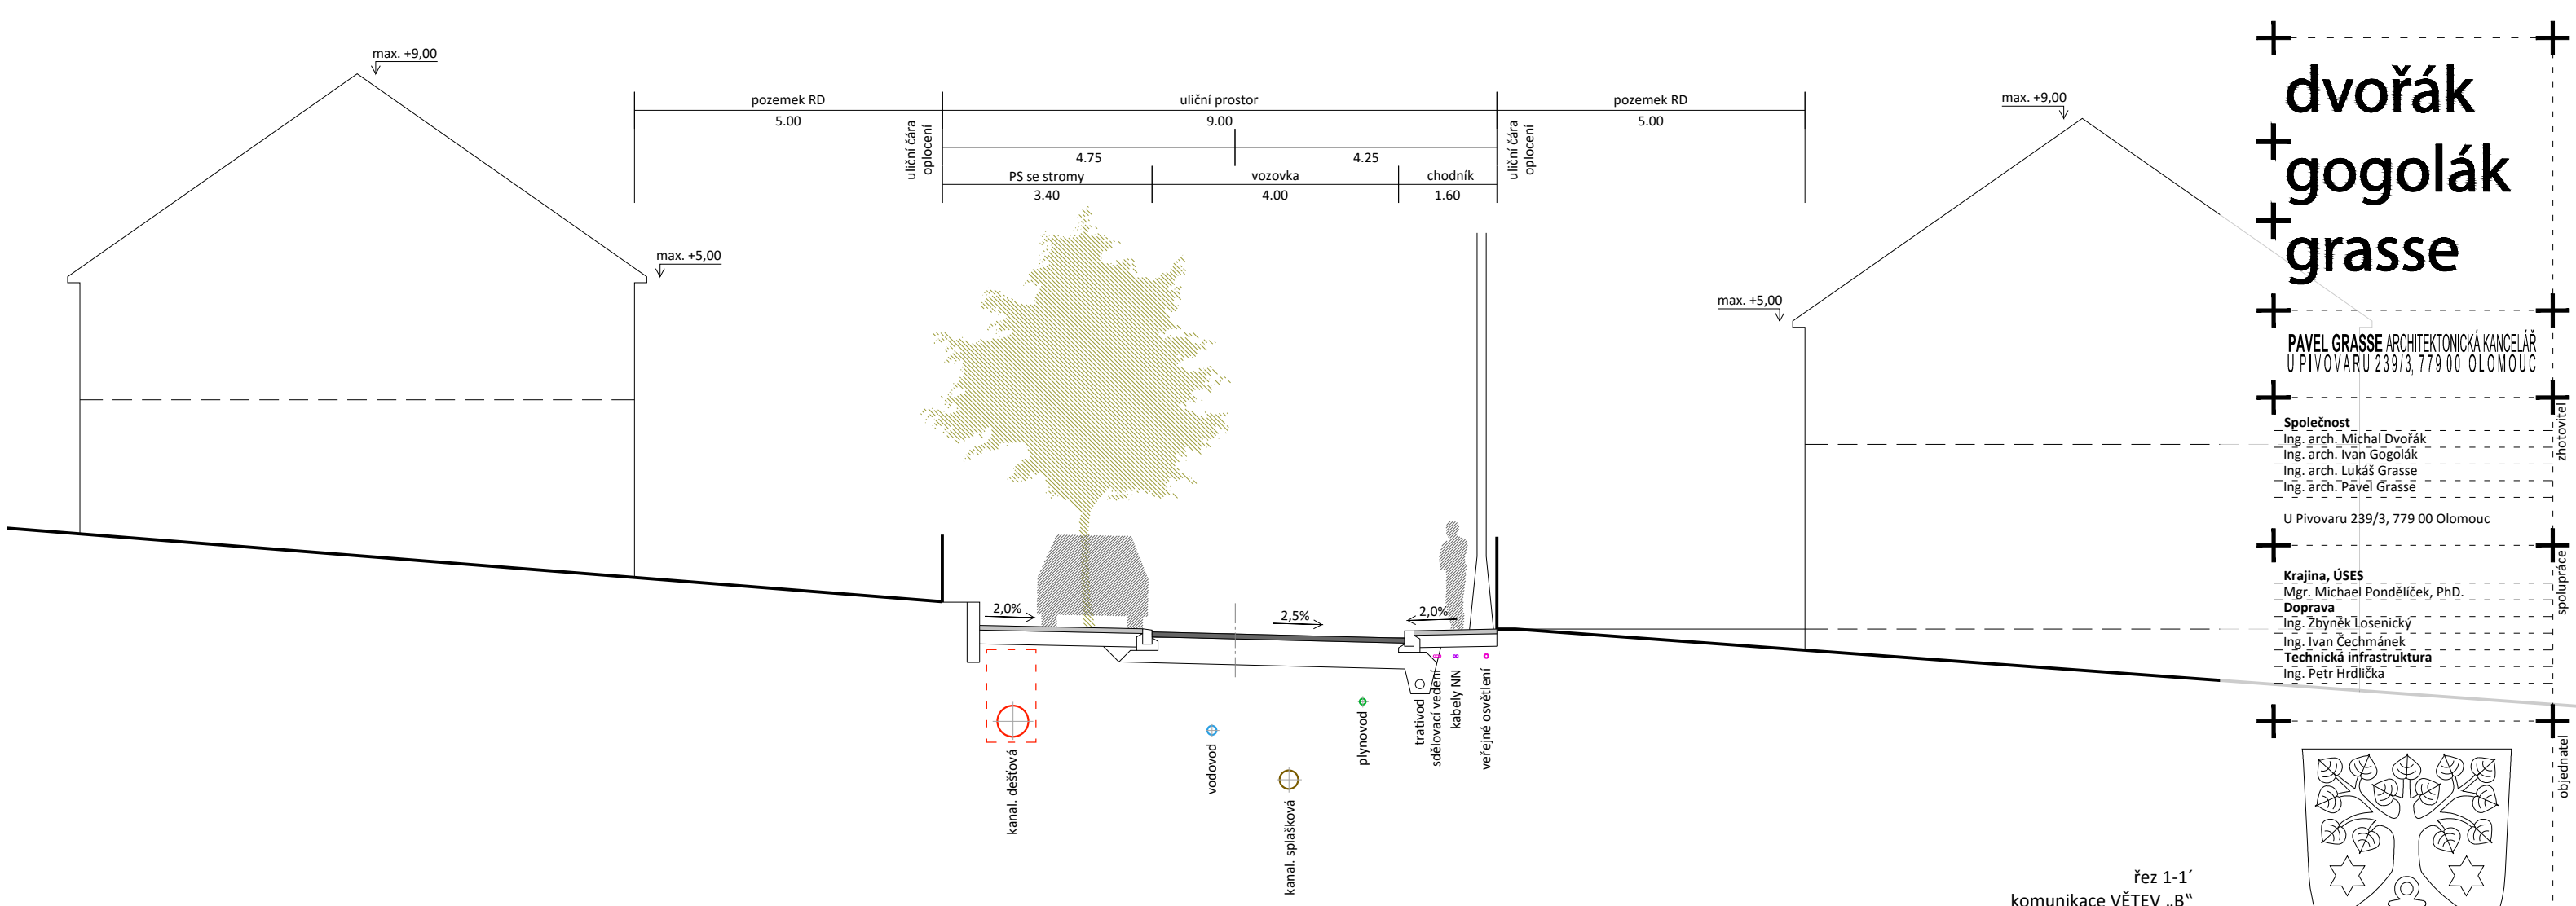 max. +9,00
max. +5,00
pozemek RD
5.00
uliční čára
oplocení
uliční prostor
9.00
4.75
4.25
PS se stromy
vozovka
chodník
3.40
4.00
1.60
uliční čára
oplocení
pozemek RD
5.00
max. +9,00
max. +5,00
2,0%
2,5%
2,0%
kanal. dešťová
vodovod
kanal. splašková
plynovod
trativod
sdělovací vedení
kabely NN
veřejné osvětlení
řez 1-1´
komunikace VĚTEV „B“
dvořák
gogolák
grasse
PAVEL GRASSE ARCHITEKTONICKÁ KANCELÁŘ
U PIVOVARU 239/3, 779 00 OLOMOUC
zhotovitel
Společnost
Ing. arch. Michal Dvořák
Ing. arch. Ivan Gogolák
Ing. arch. Lukáš Grasse
Ing. arch. Pavel Grasse
U Pivovaru 239/3, 779 00 Olomouc
spolupráce
Krajina, ÚSES
Mgr. Michael Pondělíček, PhD.
Doprava
Ing. Zbyněk Losenický
Ing. Ivan Čechmánek
Technická infrastruktura
Ing. Petr Hrdlička
objednatel